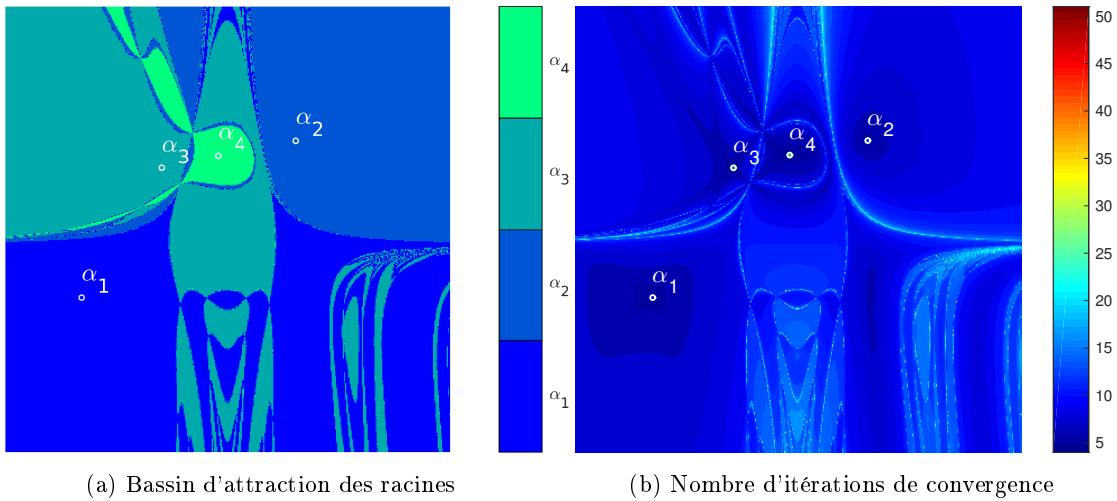 α₃
α₄
α₂
α₁
α₄
α₃
α₂
α₁
α₃
α₄
α₂
α₁
50
45
40
35
30
25
20
15
10
5
(a) Bassin d'attraction des racines
(b) Nombre d'itérations de convergence